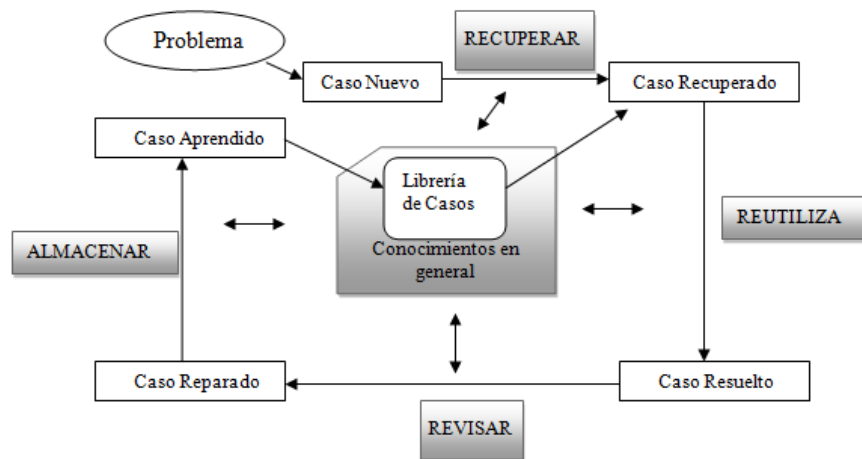 Problema
RECUPERAR
Caso Nuevo
Caso Recuperado
Caso Aprendido
Librería
de Casos
Conocimientos en
general
REUTILIZA
ALMACENAR
Caso Reparado
Caso Resuelto
REVISAR